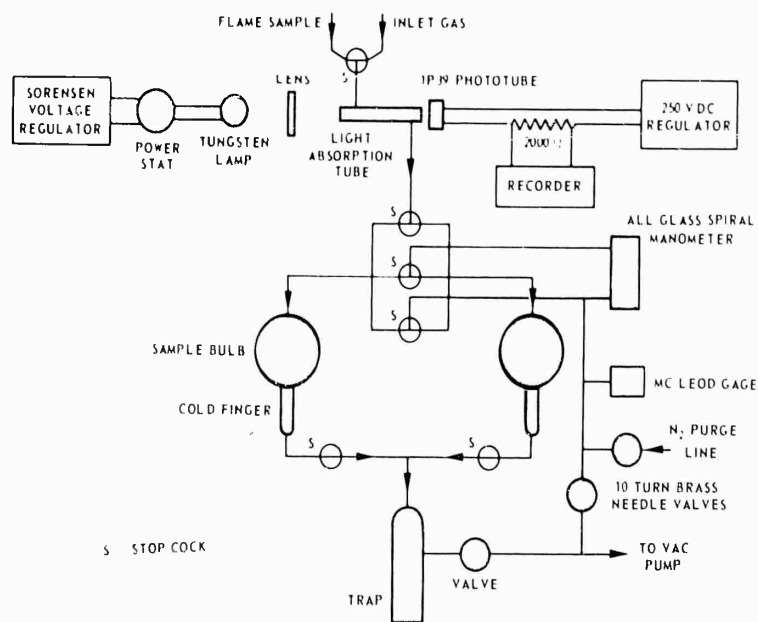 FLAME SAMPLE
INLET GAS
S
LENS
1P39 PHOTOTUBE
SORENSEN
VOLTAGE
REGULATOR
POWER
STAT
TUNGSTEN
LAMP
LIGHT
ABSORPTION
TUBE
2000 Ω
250 V DC
REGULATOR
RECORDER
S
ALL GLASS SPIRAL
MANOMETER
S
S
SAMPLE BULB
MC LEOD GAGE
COLD FINGER
N₂ PURGE
LINE
S
S
10 TURN BRASS
NEEDLE VALVES
S STOP COCK
VALVE
TO VAC
PUMP
TRAP